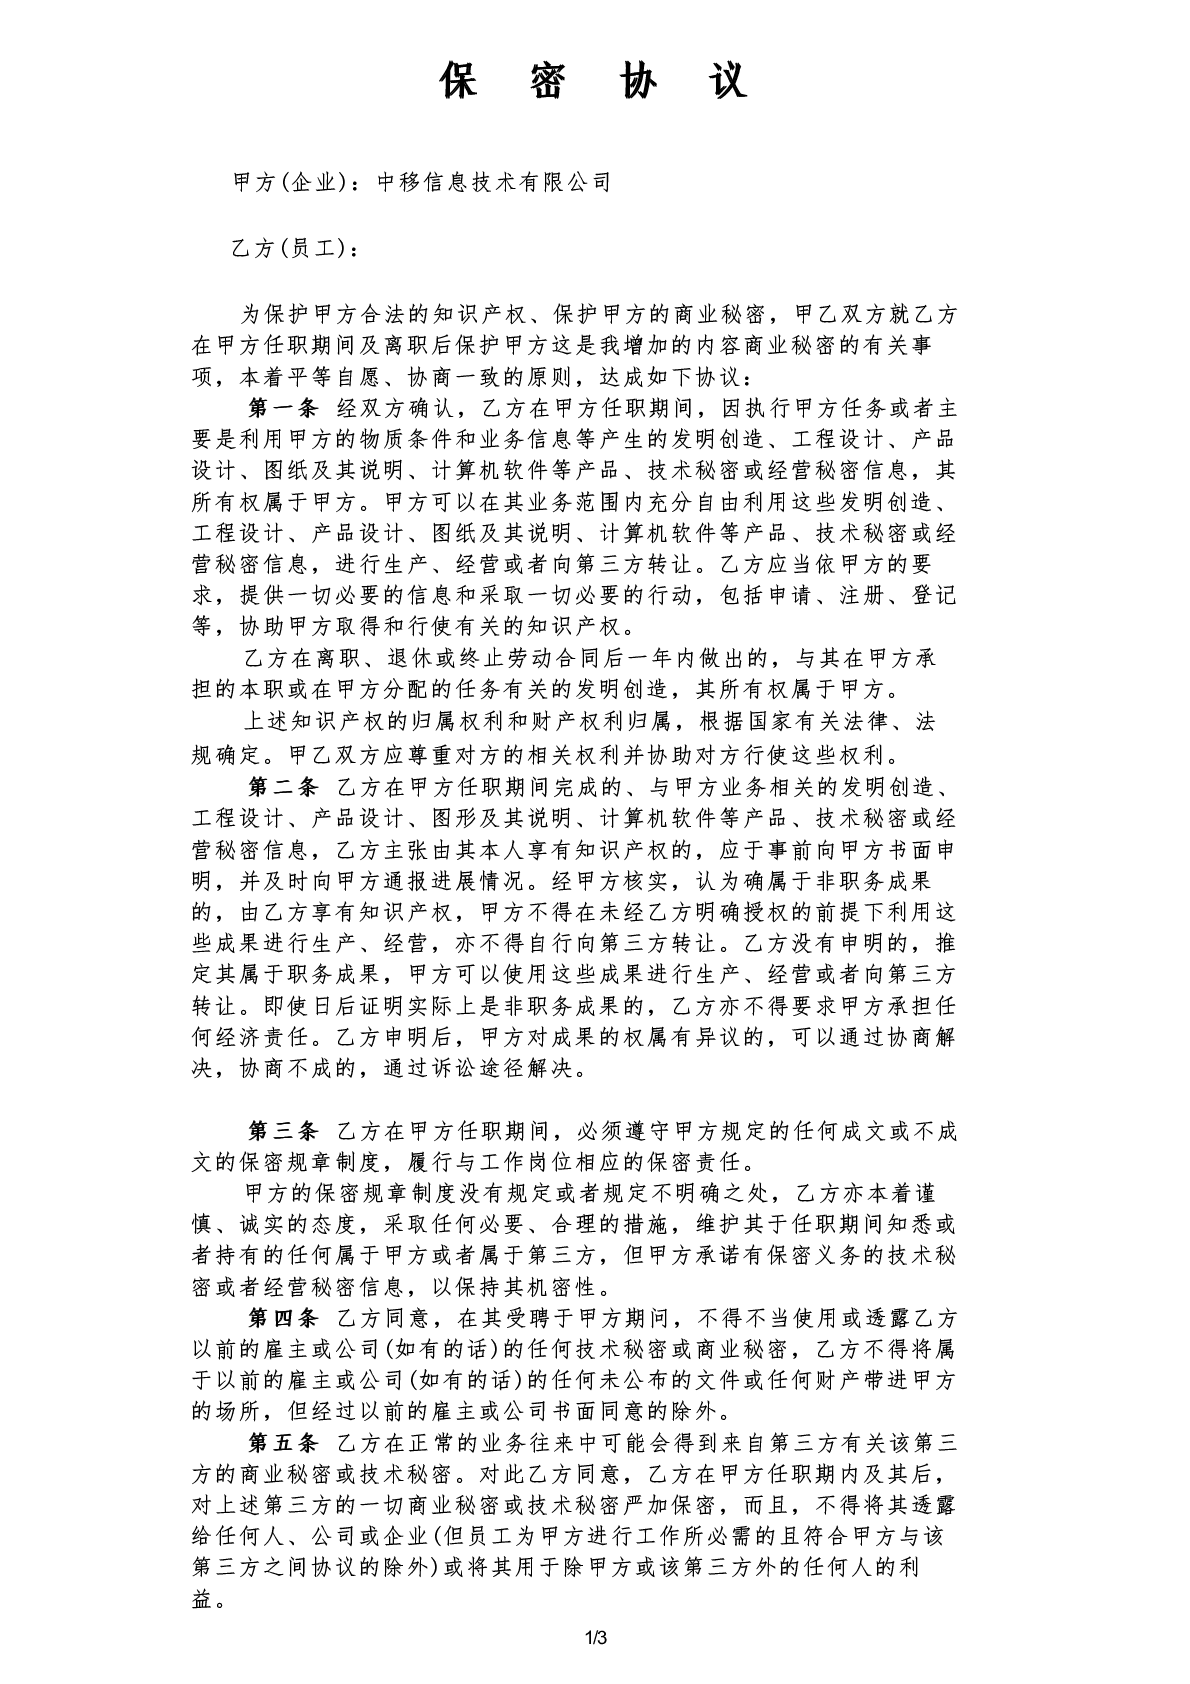 保 密 协 议
甲方(企业)：中移信息技术有限公司
乙方(员工)：
为保护甲方合法的知识产权、保护甲方的商业秘密，甲乙双方就乙方
在甲方任职期间及离职后保护甲方这是我增加的内容商业秘密的有关事
项，本着平等自愿、协商一致的原则，达成如下协议：
第一条 经双方确认，乙方在甲方任职期间，因执行甲方任务或者主
要是利用甲方的物质条件和业务信息等产生的发明创造、工程设计、产品
设计、图纸及其说明、计算机软件等产品、技术秘密或经营秘密信息，其
所有权属于甲方。甲方可以在其业务范围内充分自由利用这些发明创造、
工程设计、产品设计、图纸及其说明、计算机软件等产品、技术秘密或经
营秘密信息，进行生产、经营或者向第三方转让。乙方应当依甲方的要
求，提供一切必要的信息和采取一切必要的行动，包括申请、注册、登记
等，协助甲方取得和行使有关的知识产权。
乙方在离职、退休或终止劳动合同后一年内做出的，与其在甲方承
担的本职或在甲方分配的任务有关的发明创造，其所有权属于甲方。
上述知识产权的归属权利和财产权利归属，根据国家有关法律、法
规确定。甲乙双方应尊重对方的相关权利并协助对方行使这些权利。
第二条 乙方在甲方任职期间完成的、与甲方业务相关的发明创造、
工程设计、产品设计、图形及其说明、计算机软件等产品、技术秘密或经
营秘密信息，乙方主张由其本人享有知识产权的，应于事前向甲方书面申
明，并及时向甲方通报进展情况。经甲方核实，认为确属于非职务成果
的，由乙方享有知识产权，甲方不得在未经乙方明确授权的前提下利用这
些成果进行生产、经营，亦不得自行向第三方转让。乙方没有申明的，推
定其属于职务成果，甲方可以使用这些成果进行生产、经营或者向第三方
转让。即使日后证明实际上是非职务成果的，乙方亦不得要求甲方承担任
何经济责任。乙方申明后，甲方对成果的权属有异议的，可以通过协商解
决，协商不成的，通过诉讼途径解决。
第三条 乙方在甲方任职期间，必须遵守甲方规定的任何成文或不成
文的保密规章制度，履行与工作岗位相应的保密责任。
甲方的保密规章制度没有规定或者规定不明确之处，乙方亦本着谨
慎、诚实的态度，采取任何必要、合理的措施，维护其于任职期间知悉或
者持有的任何属于甲方或者属于第三方，但甲方承诺有保密义务的技术秘
密或者经营秘密信息，以保持其机密性。
第四条 乙方同意，在其受聘于甲方期问，不得不当使用或透露乙方
以前的雇主或公司(如有的话)的任何技术秘密或商业秘密，乙方不得将属
于以前的雇主或公司(如有的话)的任何未公布的文件或任何财产带进甲方
的场所，但经过以前的雇主或公司书面同意的除外。
第五条 乙方在正常的业务往来中可能会得到来自第三方有关该第三
方的商业秘密或技术秘密。对此乙方同意，乙方在甲方任职期内及其后，
对上述第三方的一切商业秘密或技术秘密严加保密，而且，不得将其透露
给任何人、公司或企业(但员工为甲方进行工作所必需的且符合甲方与该
第三方之间协议的除外)或将其用于除甲方或该第三方外的任何人的利
益。
1/3